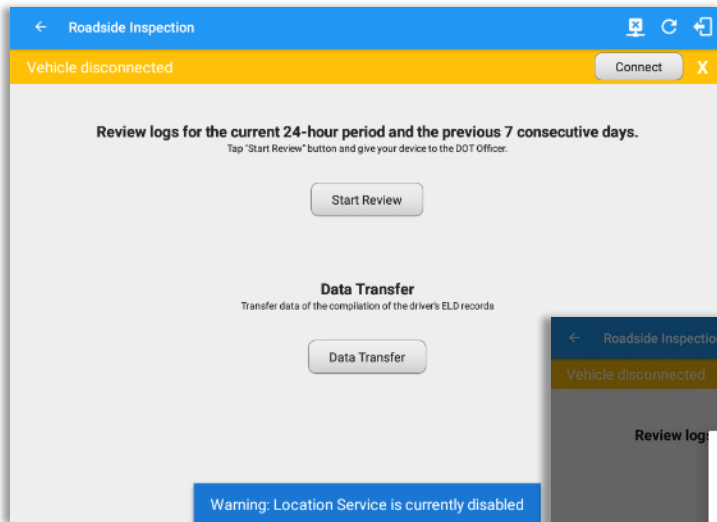 Roadside Inspection
Vehicle disconnected
Connect
X
Review logs for the current 24-hour period and the previous 7 consecutive days.
Tap "Start Review" button and give your device to the DOT Officer.
Start Review
Data Transfer
Transfer data of the compilation of the driver's ELD records
Data Transfer
Warning: Location Service is currently disabled
Roadside Inspectio
Vehicle disconnected
Review log